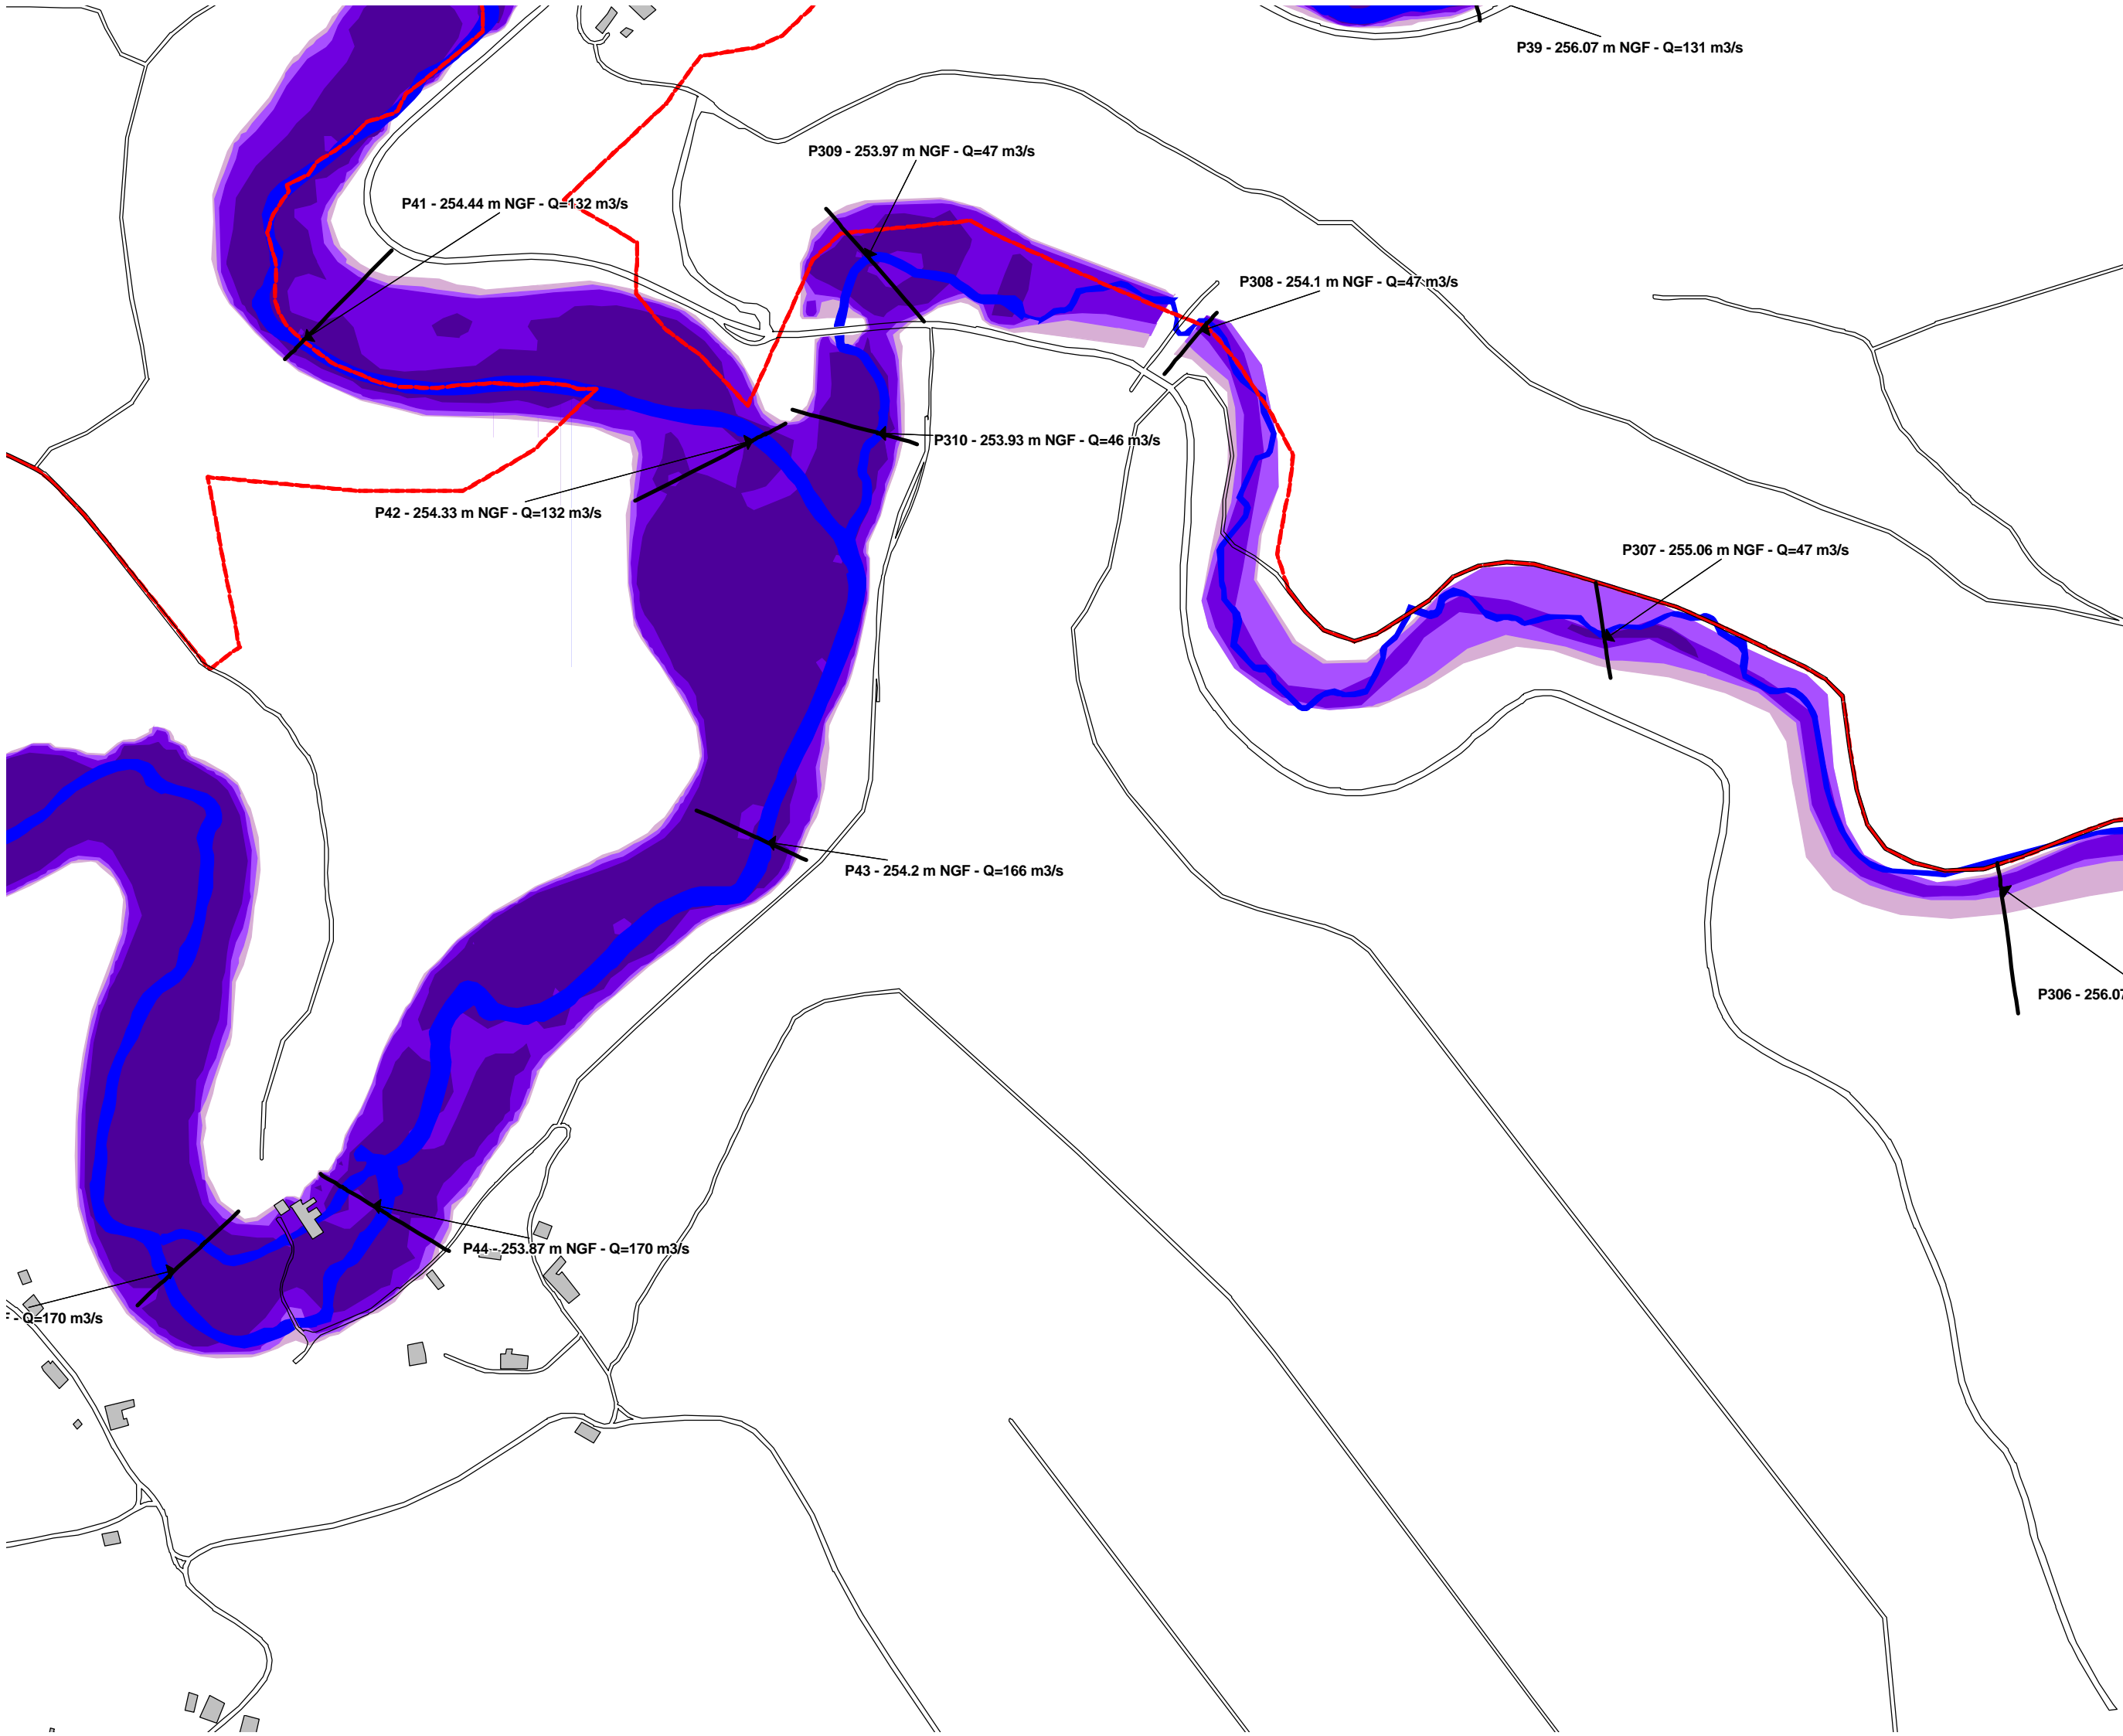 P39 - 256.07 m NGF - Q=131 m3/s
P309 - 253.97 m NGF - Q=47 m3/s
P41 - 254.44 m NGF - Q=132 m3/s
P308 - 254.1 m NGF - Q=47 m3/s
P310 - 253.93 m NGF - Q=46 m3/s
P42 - 254.33 m NGF - Q=132 m3/s
P307 - 255.06 m NGF - Q=47 m3/s
P43 - 254.2 m NGF - Q=166 m3/s
P306 - 256.07
P44 - 253.87 m NGF - Q=170 m3/s
- Q=170 m3/s